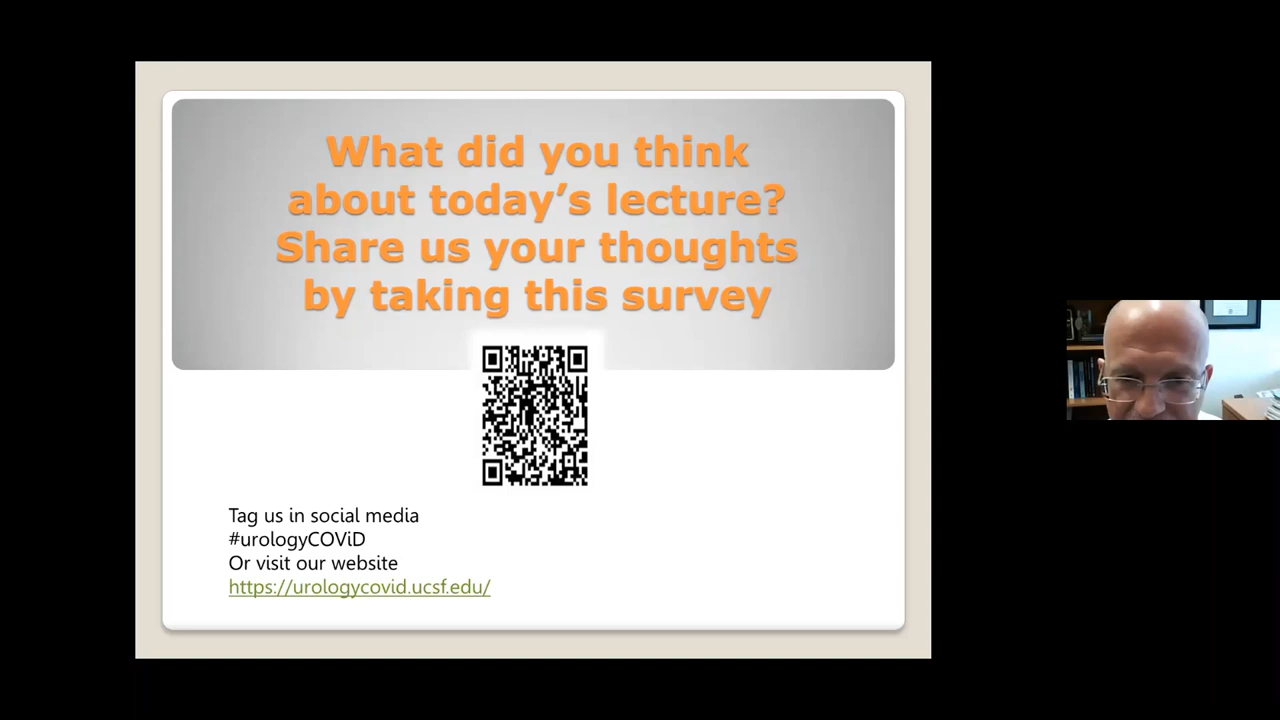 What did you think
about today’s lecture?
Share us your thoughts
by taking this survey
Tag us in social media
#urologyCOViD
Or visit our website
https://urologycovid.ucsf.edu/